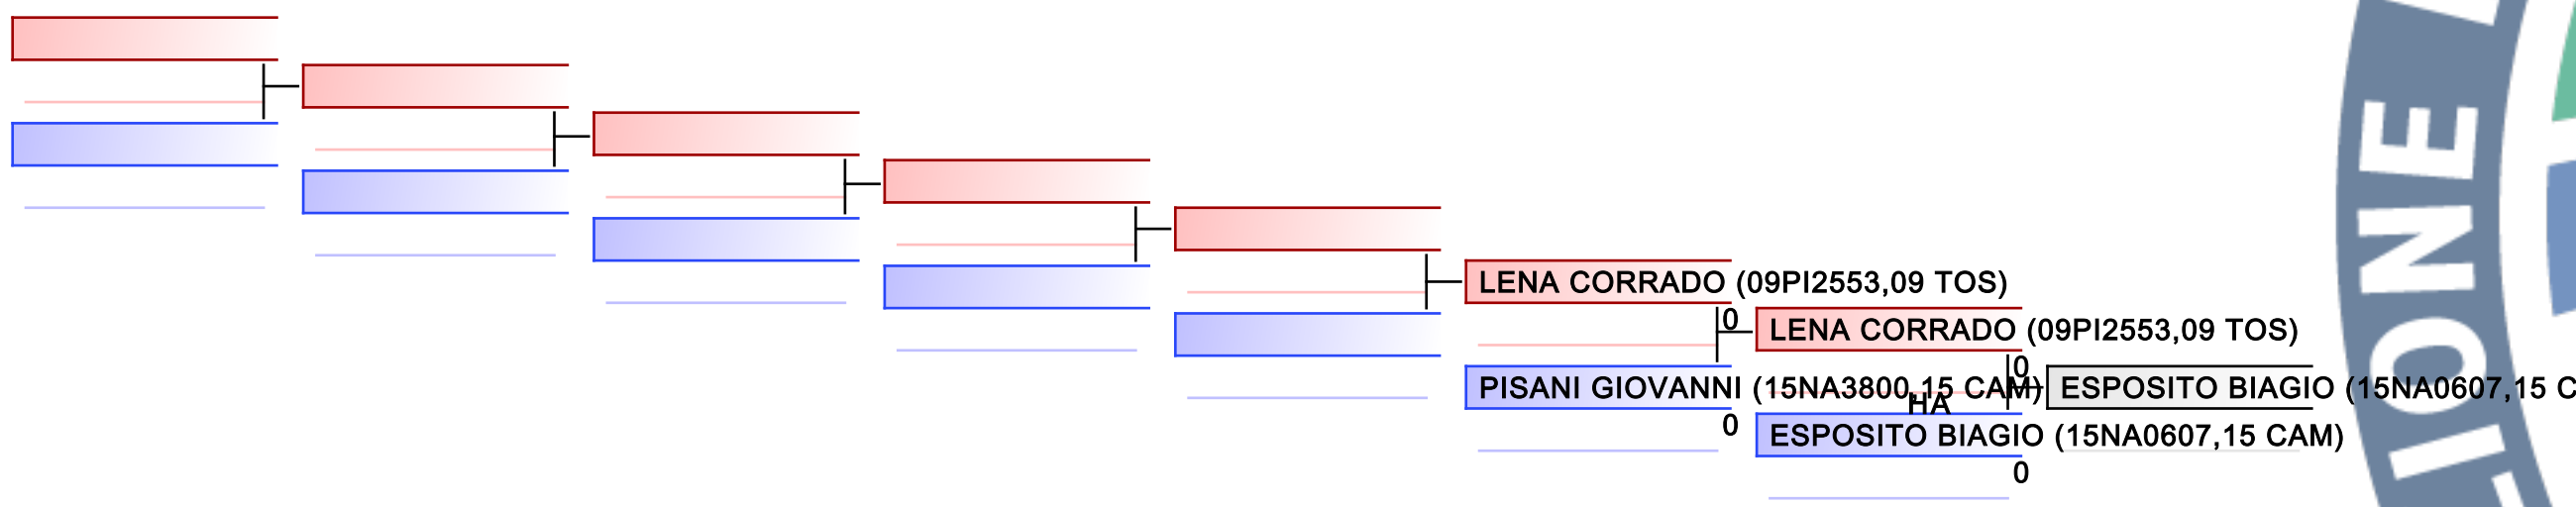 LENA CORRADO (09PI2553,09 TOS)
0
LENA CORRADO (09PI2553,09 TOS)
0
PISANI GIOVANNI (15NA3800,15 CAM)
ESPOSITO BIAGIO (15NA0607,15 C
HA
0
ESPOSITO BIAGIO (15NA0607,15 CAM)
0
IONE